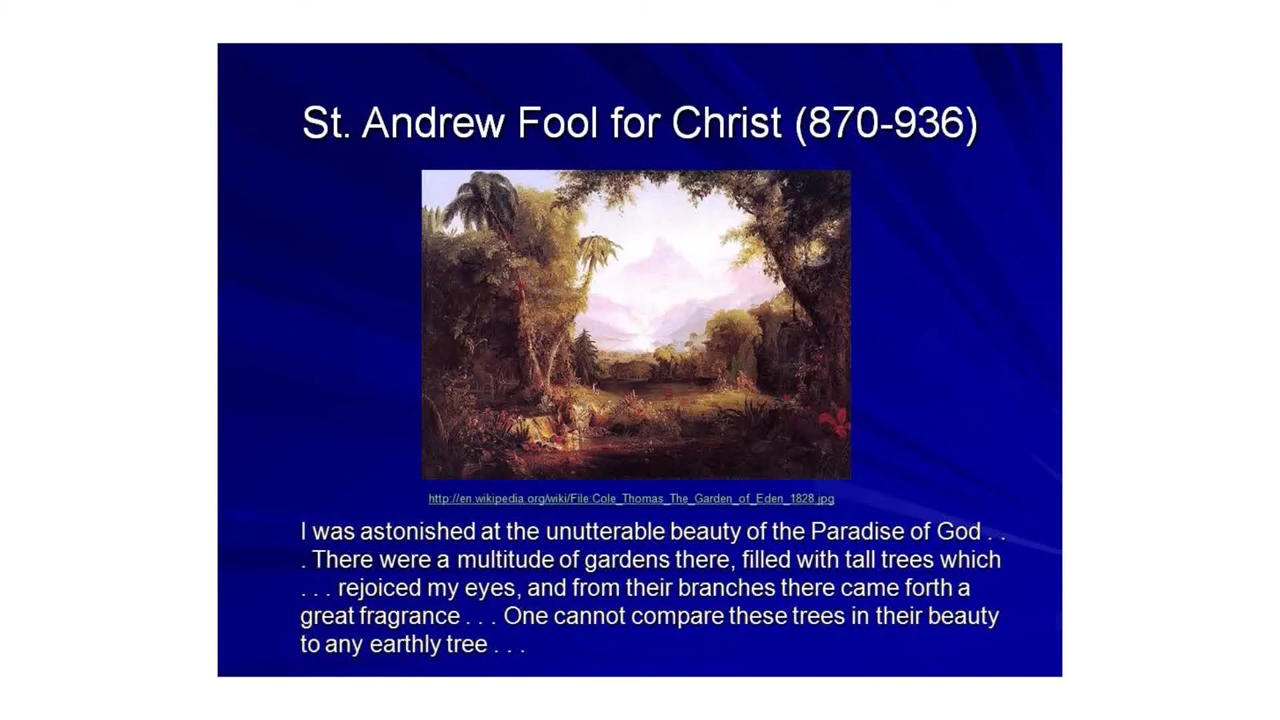 St. Andrew Fool for Christ (870-936)
http://en.wikipedia.org/wiki/File:Cole_Thomas_The_Garden_of_Eden_1828.jpg
I was astonished at the unutterable beauty of the Paradise of God . .
. There were a multitude of gardens there, filled with tall trees which
. . . rejoiced my eyes, and from their branches there came forth a
great fragrance . . . One cannot compare these trees in their beauty
to any earthly tree . . .